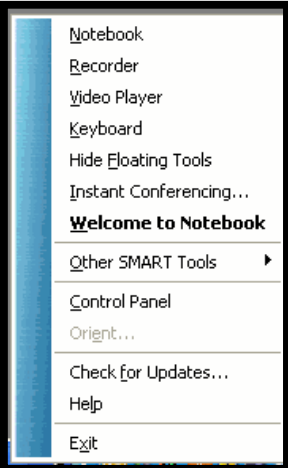 Notebook
Recorder
Video Player
Keyboard
Hide Floating Tools
Instant Conferencing...
Welcome to Notebook
Other SMART Tools
Control Panel
Orient...
Check for Updates...
Help
Exit